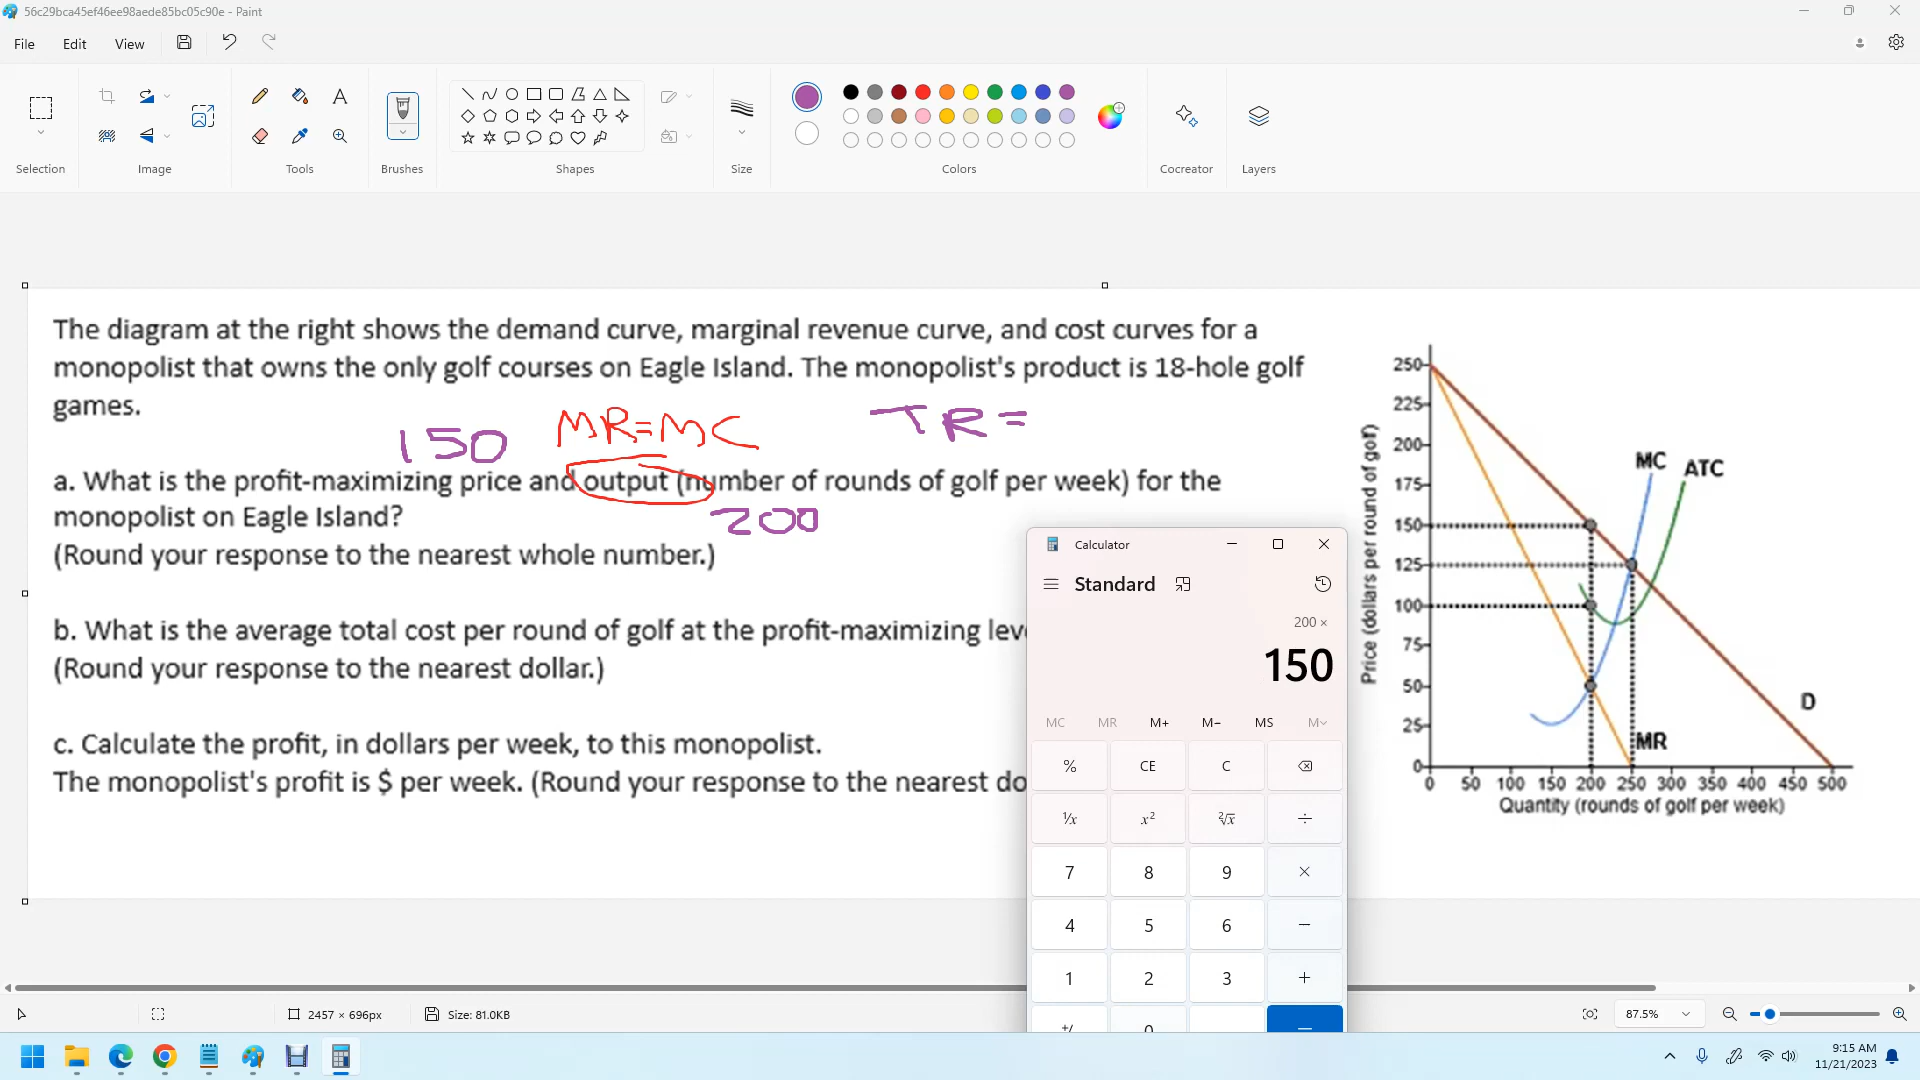 56c29bca45ef46ee98aede85bc05c90e - Paint
File Edit View
Selection Image Tools Brushes Shapes Size Colors Cocreator Layers
The diagram at the right shows the demand curve, marginal revenue curve, and cost curves for a
monopolist that owns the only golf courses on Eagle Island. The monopolist's product is 18-hole golf
games.
150 MR=MC TR=
a. What is the profit-maximizing price and output (number of rounds of golf per week) for the
monopolist on Eagle Island?
200
(Round your response to the nearest whole number.)
b. What is the average total cost per round of golf at the profit-maximizing leve
(Round your response to the nearest dollar.)
c. Calculate the profit, in dollars per week, to this monopolist.
The monopolist's profit is $ per week. (Round your response to the nearest do
Calculator
Standard
200 ×
150
MC MR M+ M− MS M
% CE C
1/x x² ²√x ÷
7 8 9 ×
4 5 6 −
1 2 3 +
+/ 0 =
Price (dollars per round of golf)
250
225
200
175
150
125
100
75
50
25
0
MC ATC
D
MR
0 50 100 150 200 250 300 350 400 450 500
Quantity (rounds of golf per week)
2457 × 696px Size: 81.0KB 87.5%
9:15 AM
11/21/2023